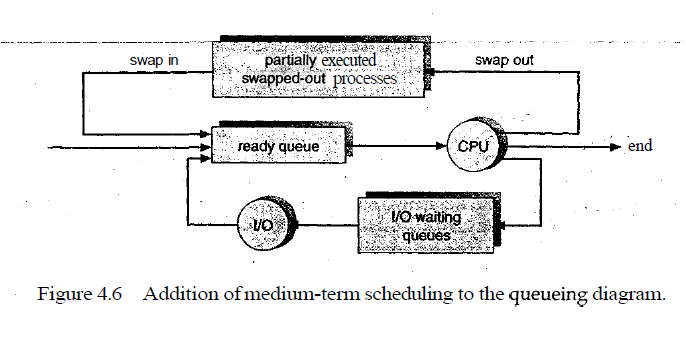 swap in
partially executed
swapped-out processes
swap out
ready queue
CPU
end
I/O
I/O waiting
queues
Figure 4.6 Addition of medium-term scheduling to the queueing diagram.